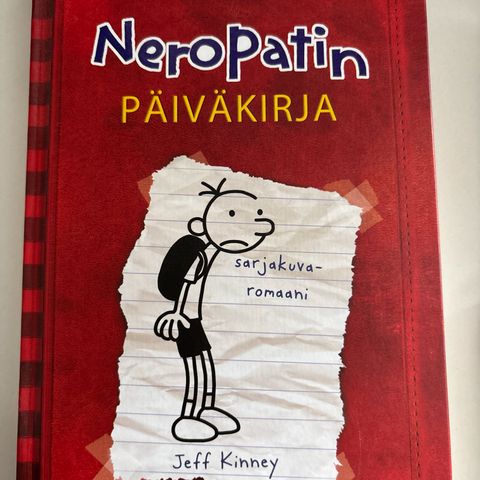 Neropatin
PÄIVÄKIRJA
sarjakuva-
romaani
Jeff Kinney